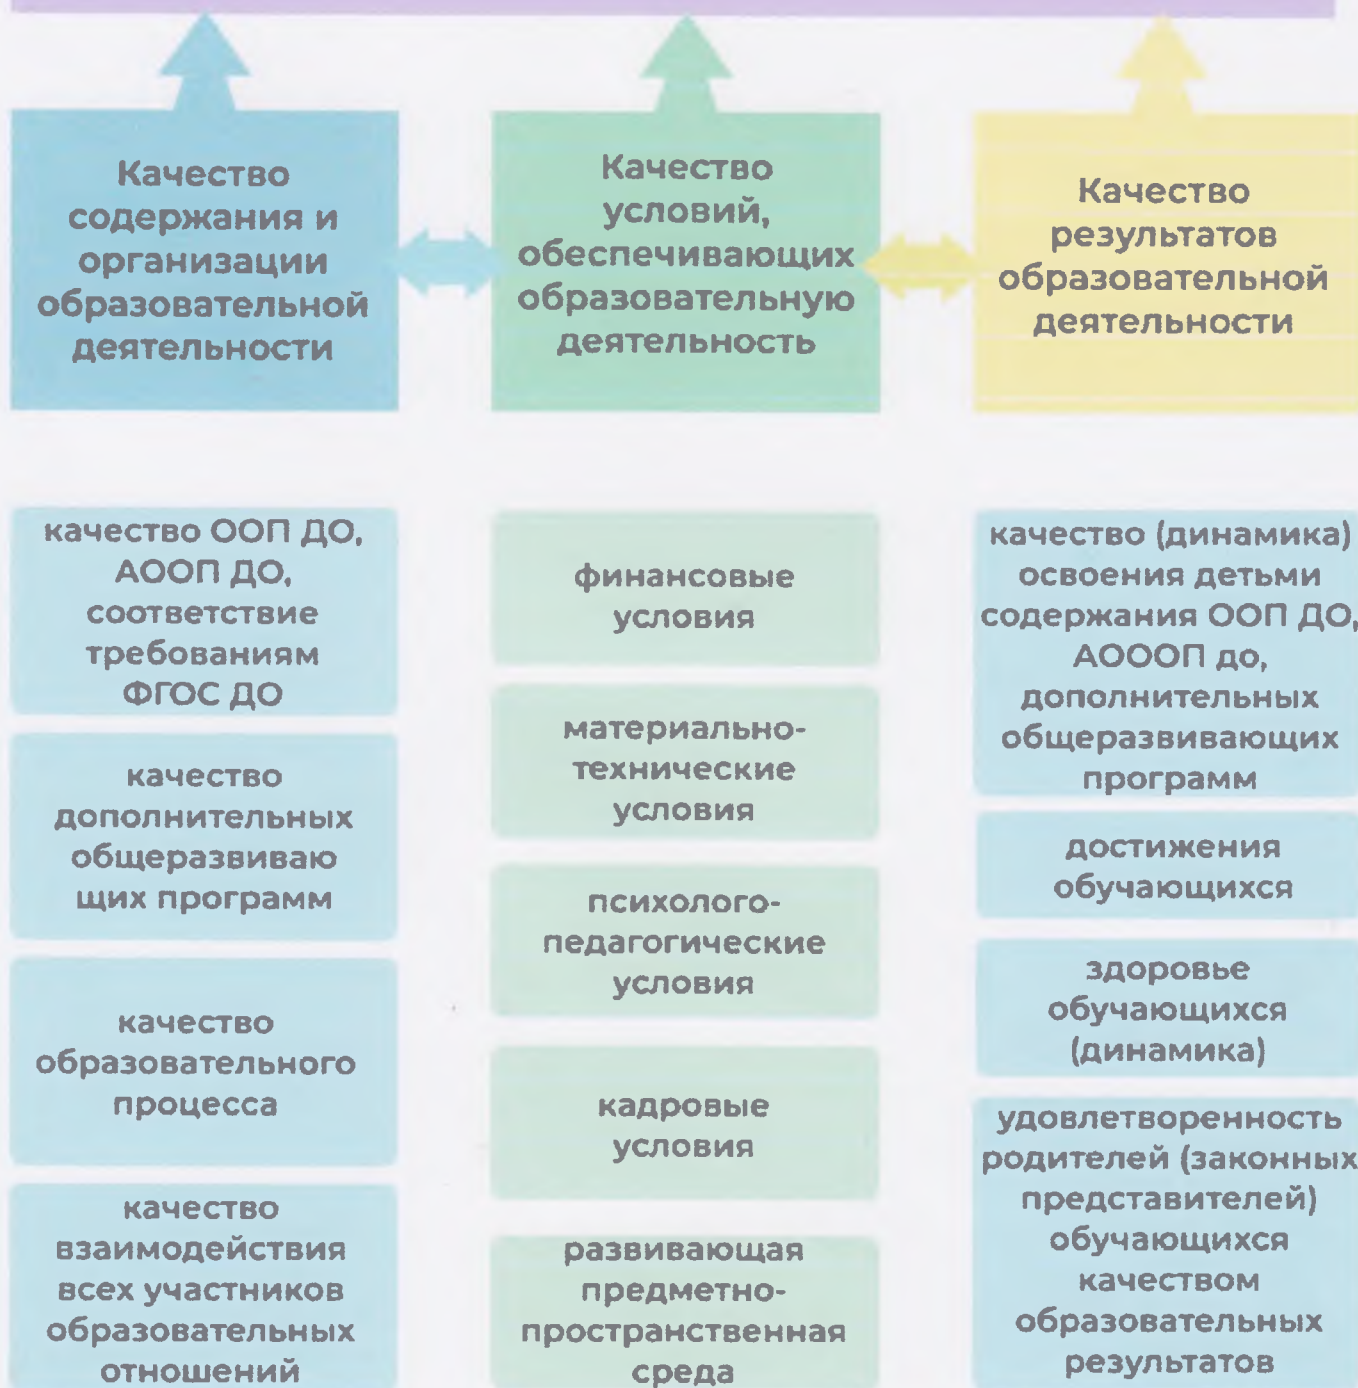 Качество
содержания и
организации
образовательной
деятельности
Качество
условий,
обеспечивающих
образовательную
деятельность
Качество
результатов
образовательной
деятельности
качество ООП ДО,
АООП ДО,
соответствие
требованиям
ФГОС ДО
качество
дополнительных
общеразвиваю
щих программ
качество
образовательного
процесса
качество
взаимодействия
всех участников
образовательных
отношений
финансовые
условия
материально-
технические
условия
психолого-
педагогические
условия
кадровые
условия
развивающая
предметно-
пространственная
среда
качество (динамика)
освоения детьми
содержания ООП ДО,
АОООП до,
дополнительных
общеразвивающих
программ
достижения
обучающихся
здоровье
обучающихся
(динамика)
удовлетворенность
родителей (законных
представителей)
обучающихся
качеством
образовательных
результатов